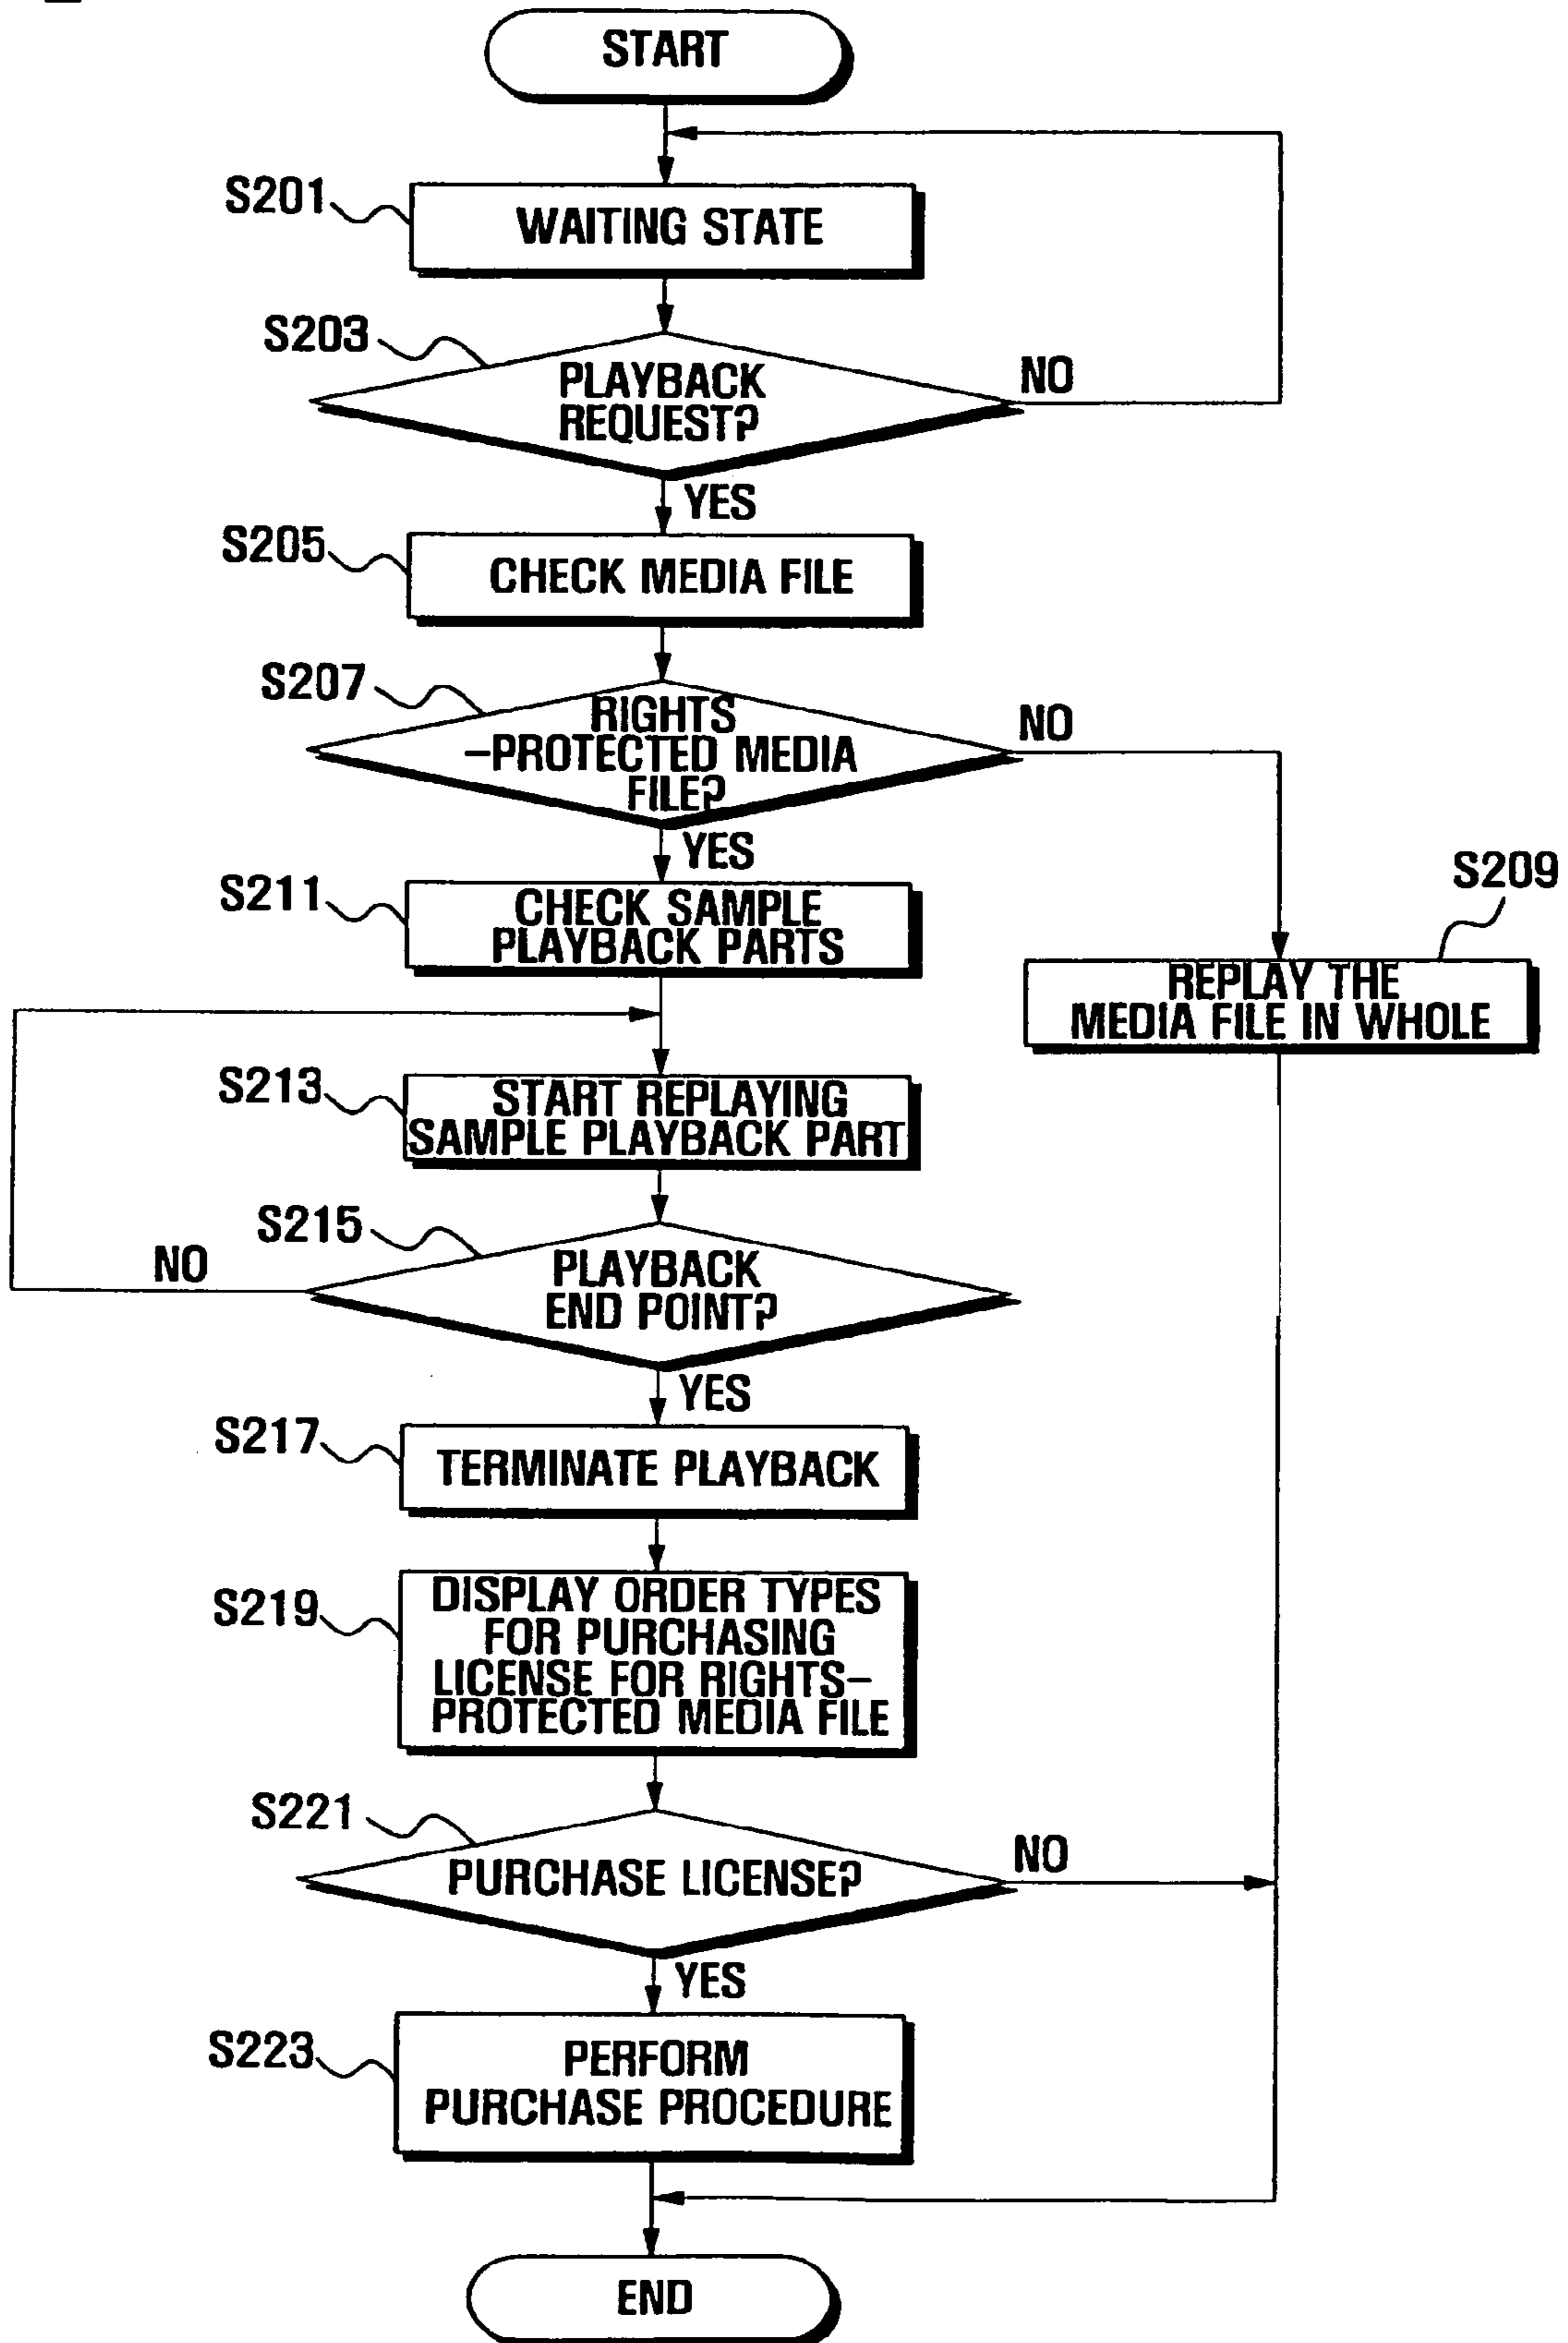 START
S201
WAITING STATE
S203
PLAYBACK
REQUEST?
NO
YES
S205
CHECK MEDIA FILE
S207
RIGHTS
-PROTECTED MEDIA
FILE?
NO
YES
S211
CHECK SAMPLE
PLAYBACK PARTS
S209
REPLAY THE
MEDIA FILE IN WHOLE
S213
START REPLAYING
SAMPLE PLAYBACK PART
S215
PLAYBACK
END POINT?
NO
YES
S217
TERMINATE PLAYBACK
S219
DISPLAY ORDER TYPES
FOR PURCHASING
LICENSE FOR RIGHTS-
PROTECTED MEDIA FILE
S221
PURCHASE LICENSE?
NO
YES
S223
PERFORM
PURCHASE PROCEDURE
END